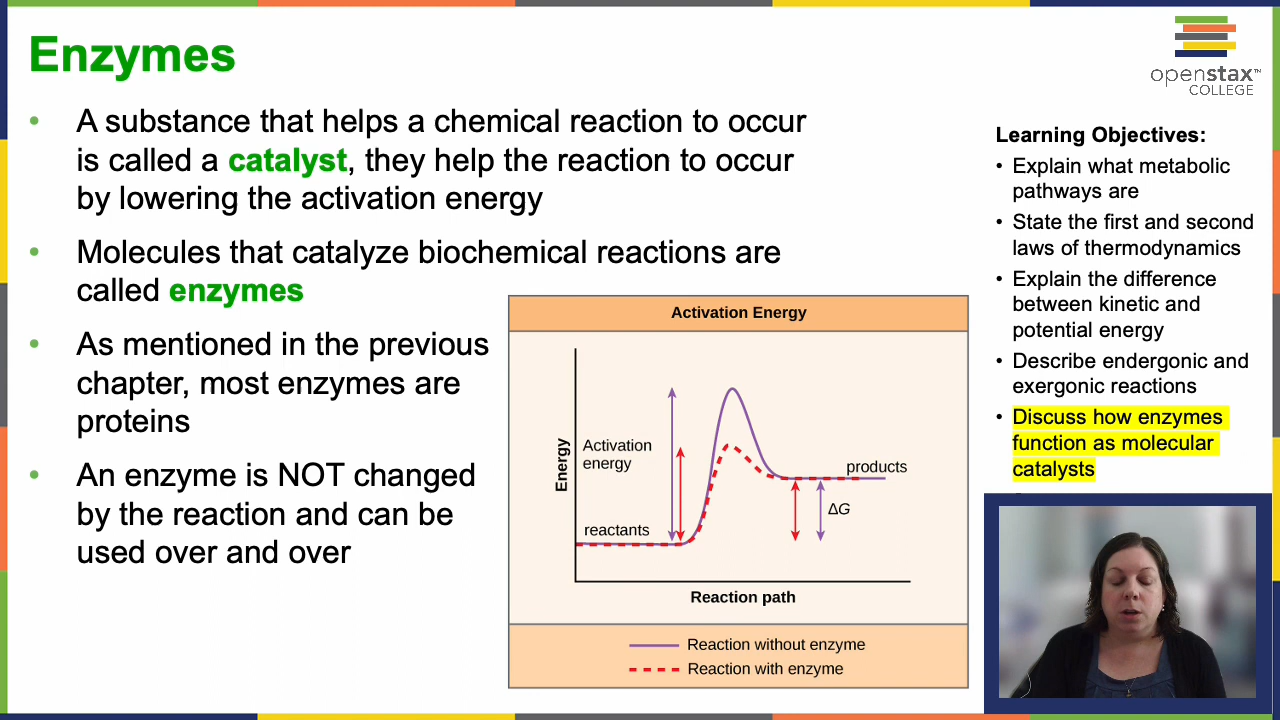 Enzymes
• A substance that helps a chemical reaction to occur
is called a catalyst, they help the reaction to occur
by lowering the activation energy
• Molecules that catalyze biochemical reactions are
called enzymes
• As mentioned in the previous
chapter, most enzymes are
proteins
• An enzyme is NOT changed
by the reaction and can be
used over and over
Activation Energy
Energy
Activation
energy
reactants
products
ΔG
Reaction path
Reaction without enzyme
Reaction with enzyme
openstax™
COLLEGE
Learning Objectives:
• Explain what metabolic
pathways are
• State the first and second
laws of thermodynamics
• Explain the difference
between kinetic and
potential energy
• Describe endergonic and
exergonic reactions
• Discuss how enzymes
function as molecular
catalysts